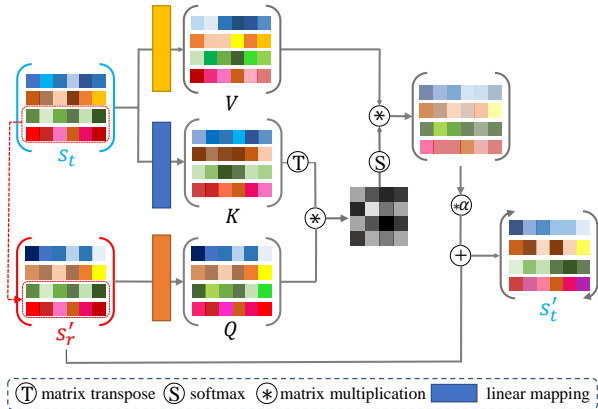 V
s_t
K
T
S
*
*
*α
+
s'_t
Q
s'_r
T matrix transpose S softmax * matrix multiplication linear mapping